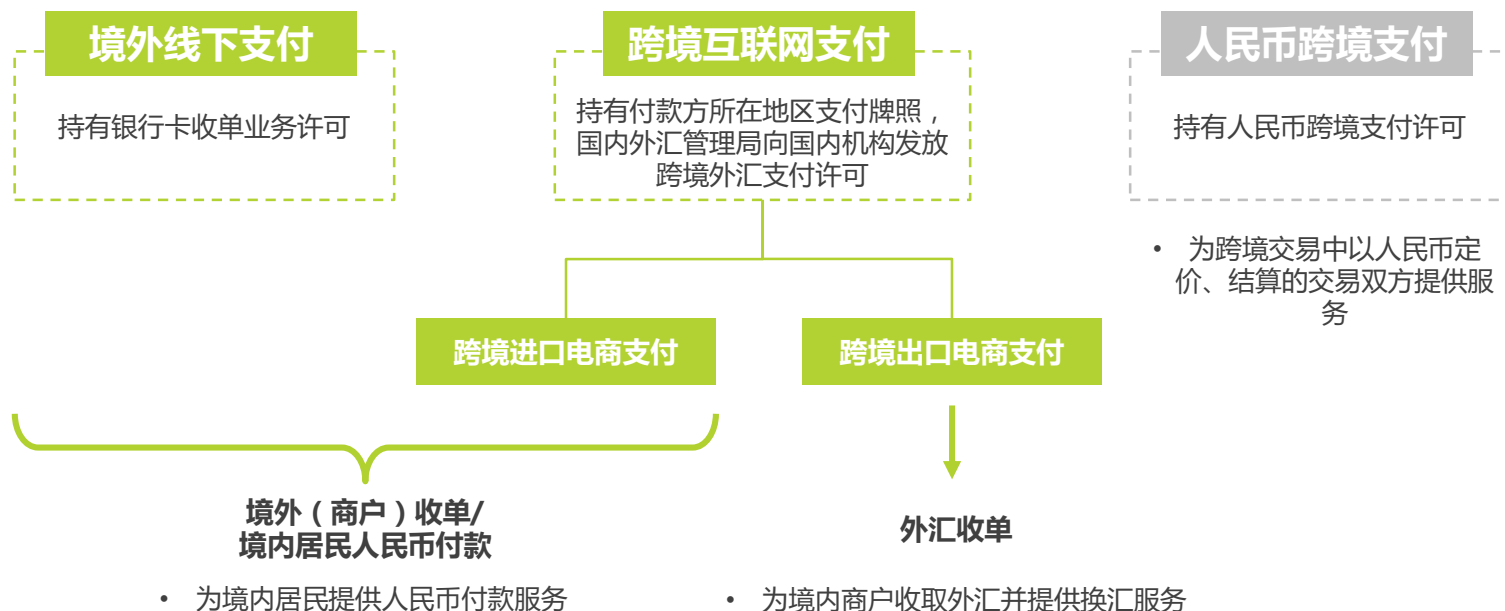 境外线下支付
持有银行卡收单业务许可
跨境互联网支付
持有付款方所在地区支付牌照，
国内外汇管理局向国内机构发放
跨境外汇支付许可
人民币跨境支付
持有人民币跨境支付许可
• 为跨境交易中以人民币定
价、结算的交易双方提供服
务
跨境进口电商支付
跨境出口电商支付
境外（商户）收单/
境内居民人民币付款
• 为境内居民提供人民币付款服务
外汇收单
• 为境内商户收取外汇并提供换汇服务